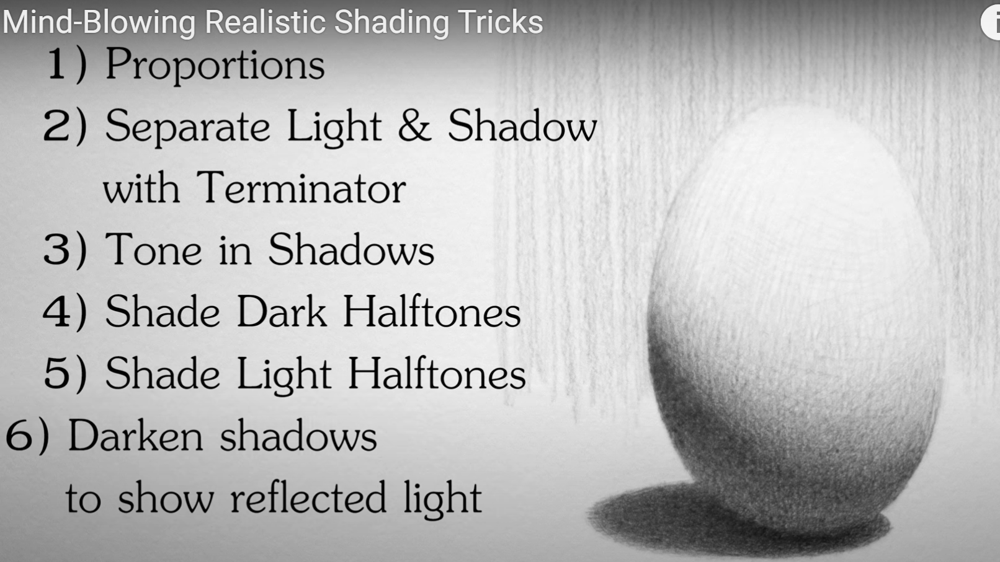 Mind-Blowing Realistic Shading Tricks
1) Proportions
2) Separate Light & Shadow
with Terminator
3) Tone in Shadows
4) Shade Dark Halftones
5) Shade Light Halftones
6) Darken shadows
to show reflected light